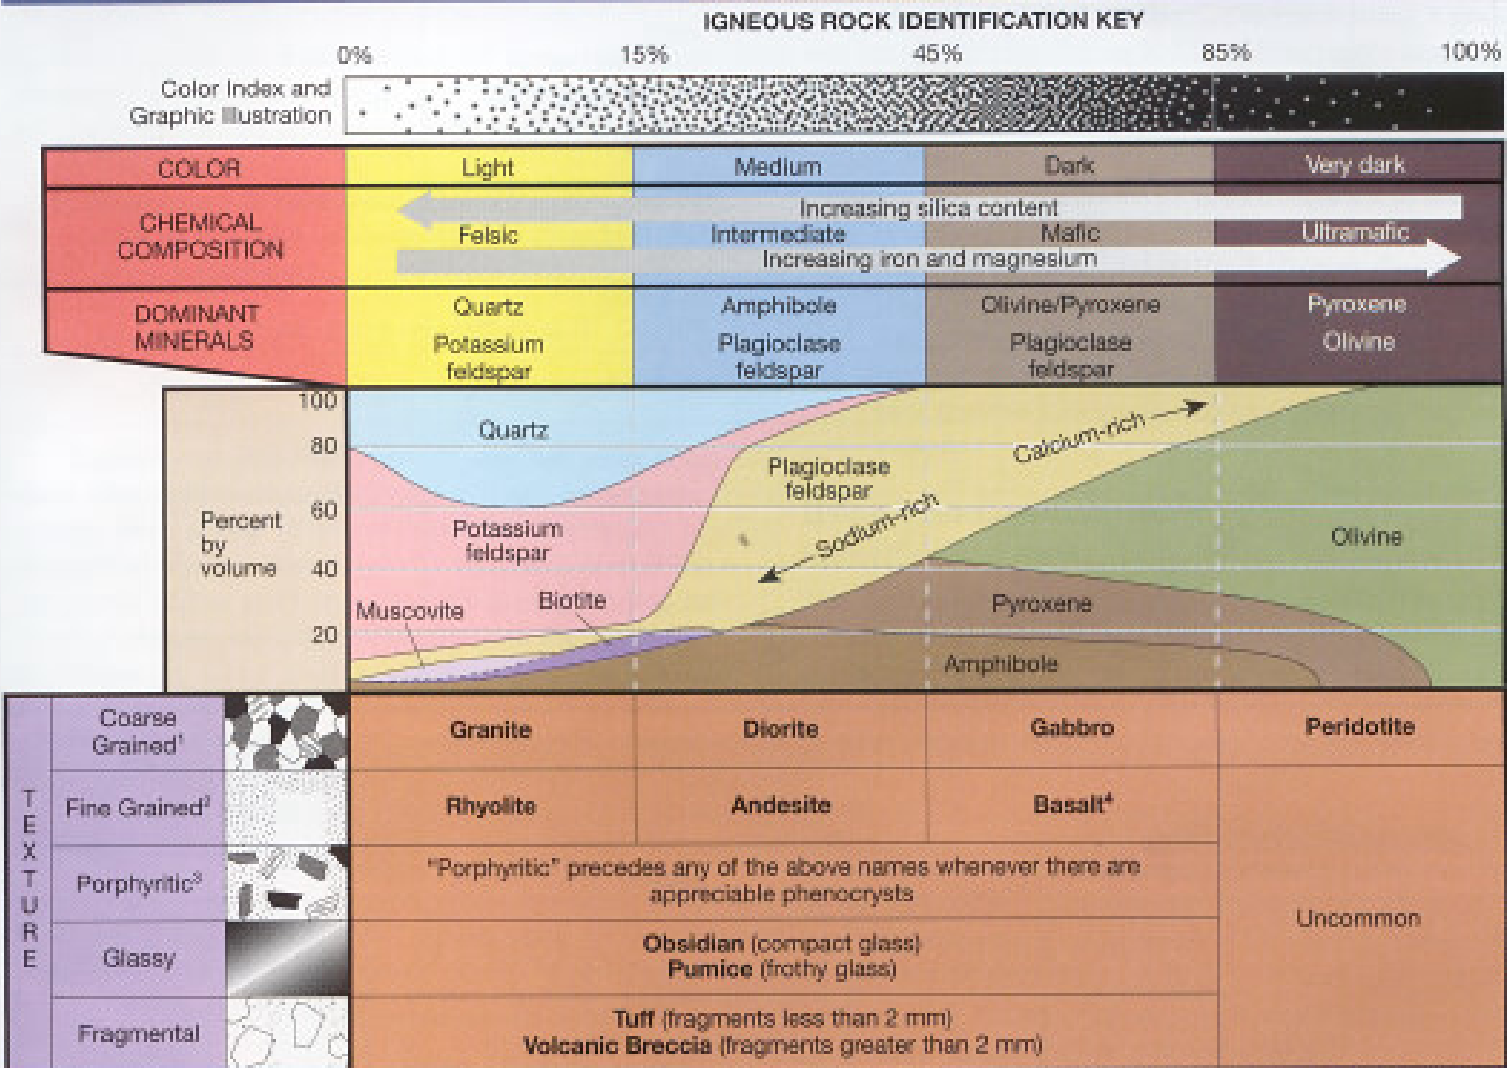 IGNEOUS ROCK IDENTIFICATION KEY
0% 15% 45% 85% 100%
Color Index and
Graphic Illustration
COLOR Light Medium Dark Very dark
Increasing silica content
CHEMICAL
COMPOSITION
Felsic Intermediate Mafic Ultramafic
Increasing iron and magnesium
DOMINANT
MINERALS
Quartz
Potassium
feldspar
Amphibole
Plagioclase
feldspar
Olivine/Pyroxene
Plagioclase
feldspar
Pyroxene
Olivine
Percent
by
volume
100
80
60
40
20
Quartz
Potassium
feldspar
Muscovite
Biotite
Plagioclase
feldspar
Sodium-rich
Calcium-rich
Olivine
Pyroxene
Amphibole
TEXTURE
Coarse
Grained¹
Granite Diorite Gabbro Peridotite
Fine Grained²
Rhyolite Andesite Basalt⁴
Porphyritic³
"Porphyritic" precedes any of the above names whenever there are
appreciable phenocrysts
Uncommon
Glassy
Obsidian (compact glass)
Pumice (frothy glass)
Fragmental
Tuff (fragments less than 2 mm)
Volcanic Breccia (fragments greater than 2 mm)